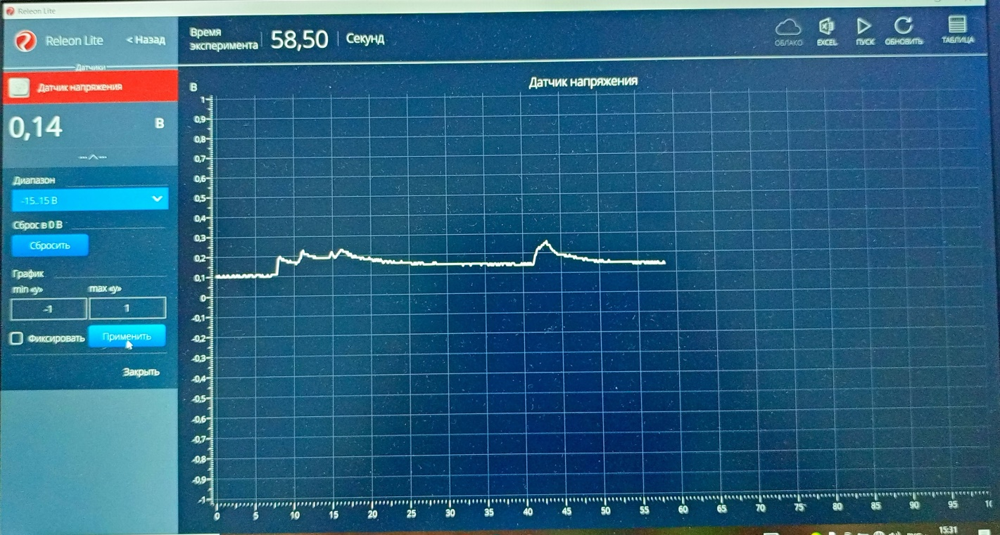 Releon Lite
Releon Lite
< Назад
Время
эксперимента
58,50
Секунд
ОБЛАКО
EXCEL
ПУСК
ОБНОВИТЬ
ТАБЛИЦА
Датчики
Датчик напряжения
0,14
В
Диапазон
-15..15 В
Сброс в 0 В
Сбросить
График
min «y»
max «y»
-1
1
Фиксировать
Применить
Закрыть
Датчик напряжения
В
1
0,9
0,8
0,7
0,6
0,5
0,4
0,3
0,2
0,1
0
-0,1
-0,2
-0,3
-0,4
-0,5
-0,6
-0,7
-0,8
-0,9
-1
0 5 10 15 20 25 30 35 40 45 50 55 60 65 70 75 80 85 90 95
15:31